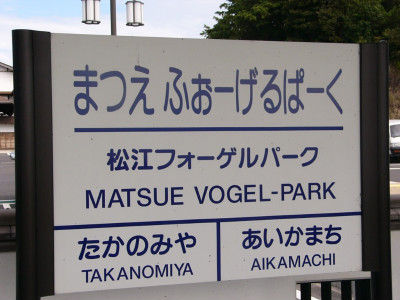 まつえ ふぉーげるぱーく
松江フォーゲルパーク
MATSUE VOGEL-PARK
たかのみや あいかまち
TAKANOMIYA AIKAMACHI